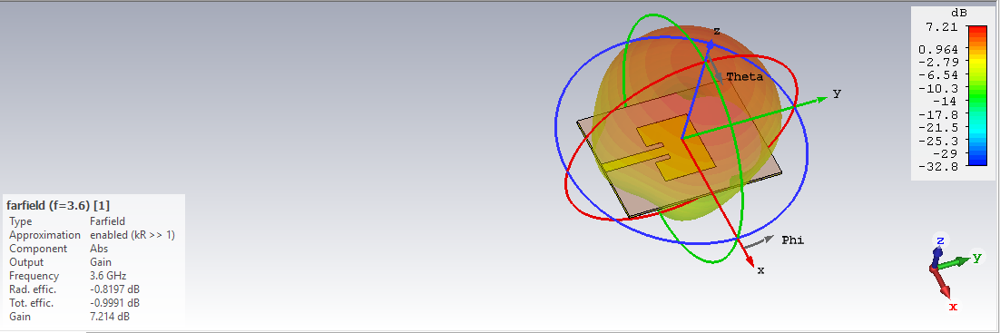 dB
7.21
0.964
-2.79
-6.54
-10.3
-14
-17.8
-21.5
-25.3
-29
-32.8
z
Theta
y
Phi
x
farfield (f=3.6) [1]
Type Farfield
Approximation enabled (kR >> 1)
Component Abs
Output Gain
Frequency 3.6 GHz
Rad. effic. -0.8197 dB
Tot. effic. -0.9991 dB
Gain 7.214 dB
z
y
x